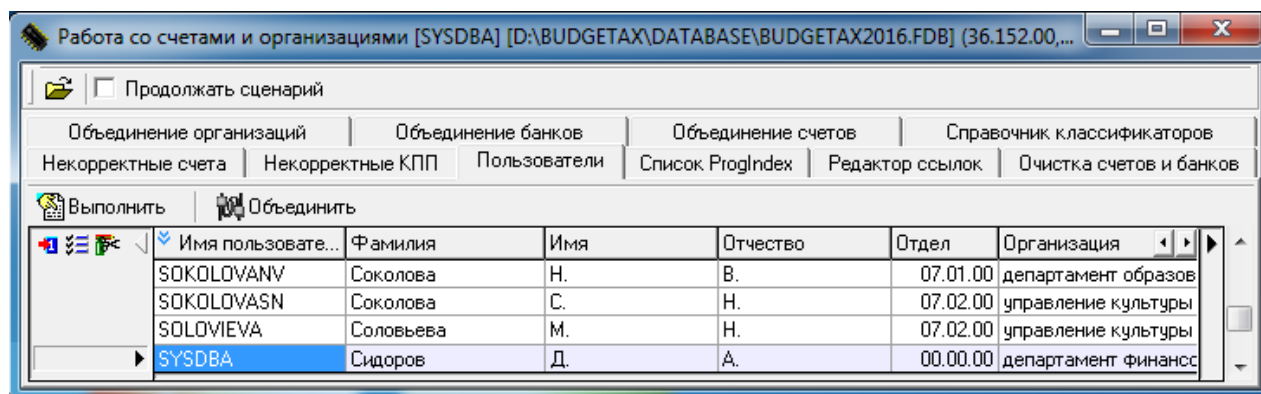 Работа со счетами и организациями [SYSDBA] [D:\BUDGETAX\DATABASE\BUDGETAX2016.FDB] (36.152.00,...
Продолжать сценарий
Объединение организаций Объединение банков Объединение счетов Справочник классификаторов
Некорректные счета Некорректные КПП Пользователи Список ProgIndex Редактор ссылок Очистка счетов и банков
Выполнить Объединить
Имя пользовате... Фамилия Имя Отчество Отдел Организация
SOKOLOVANV Соколова Н. В. 07.01.00 департамент образов
SOKOLOVASN Соколова С. Н. 07.02.00 управление культуры
SOLOVIEVA Соловьева М. Н. 07.02.00 управление культуры
SYSDBA Сидоров Д. А. 00.00.00 департамент финансс